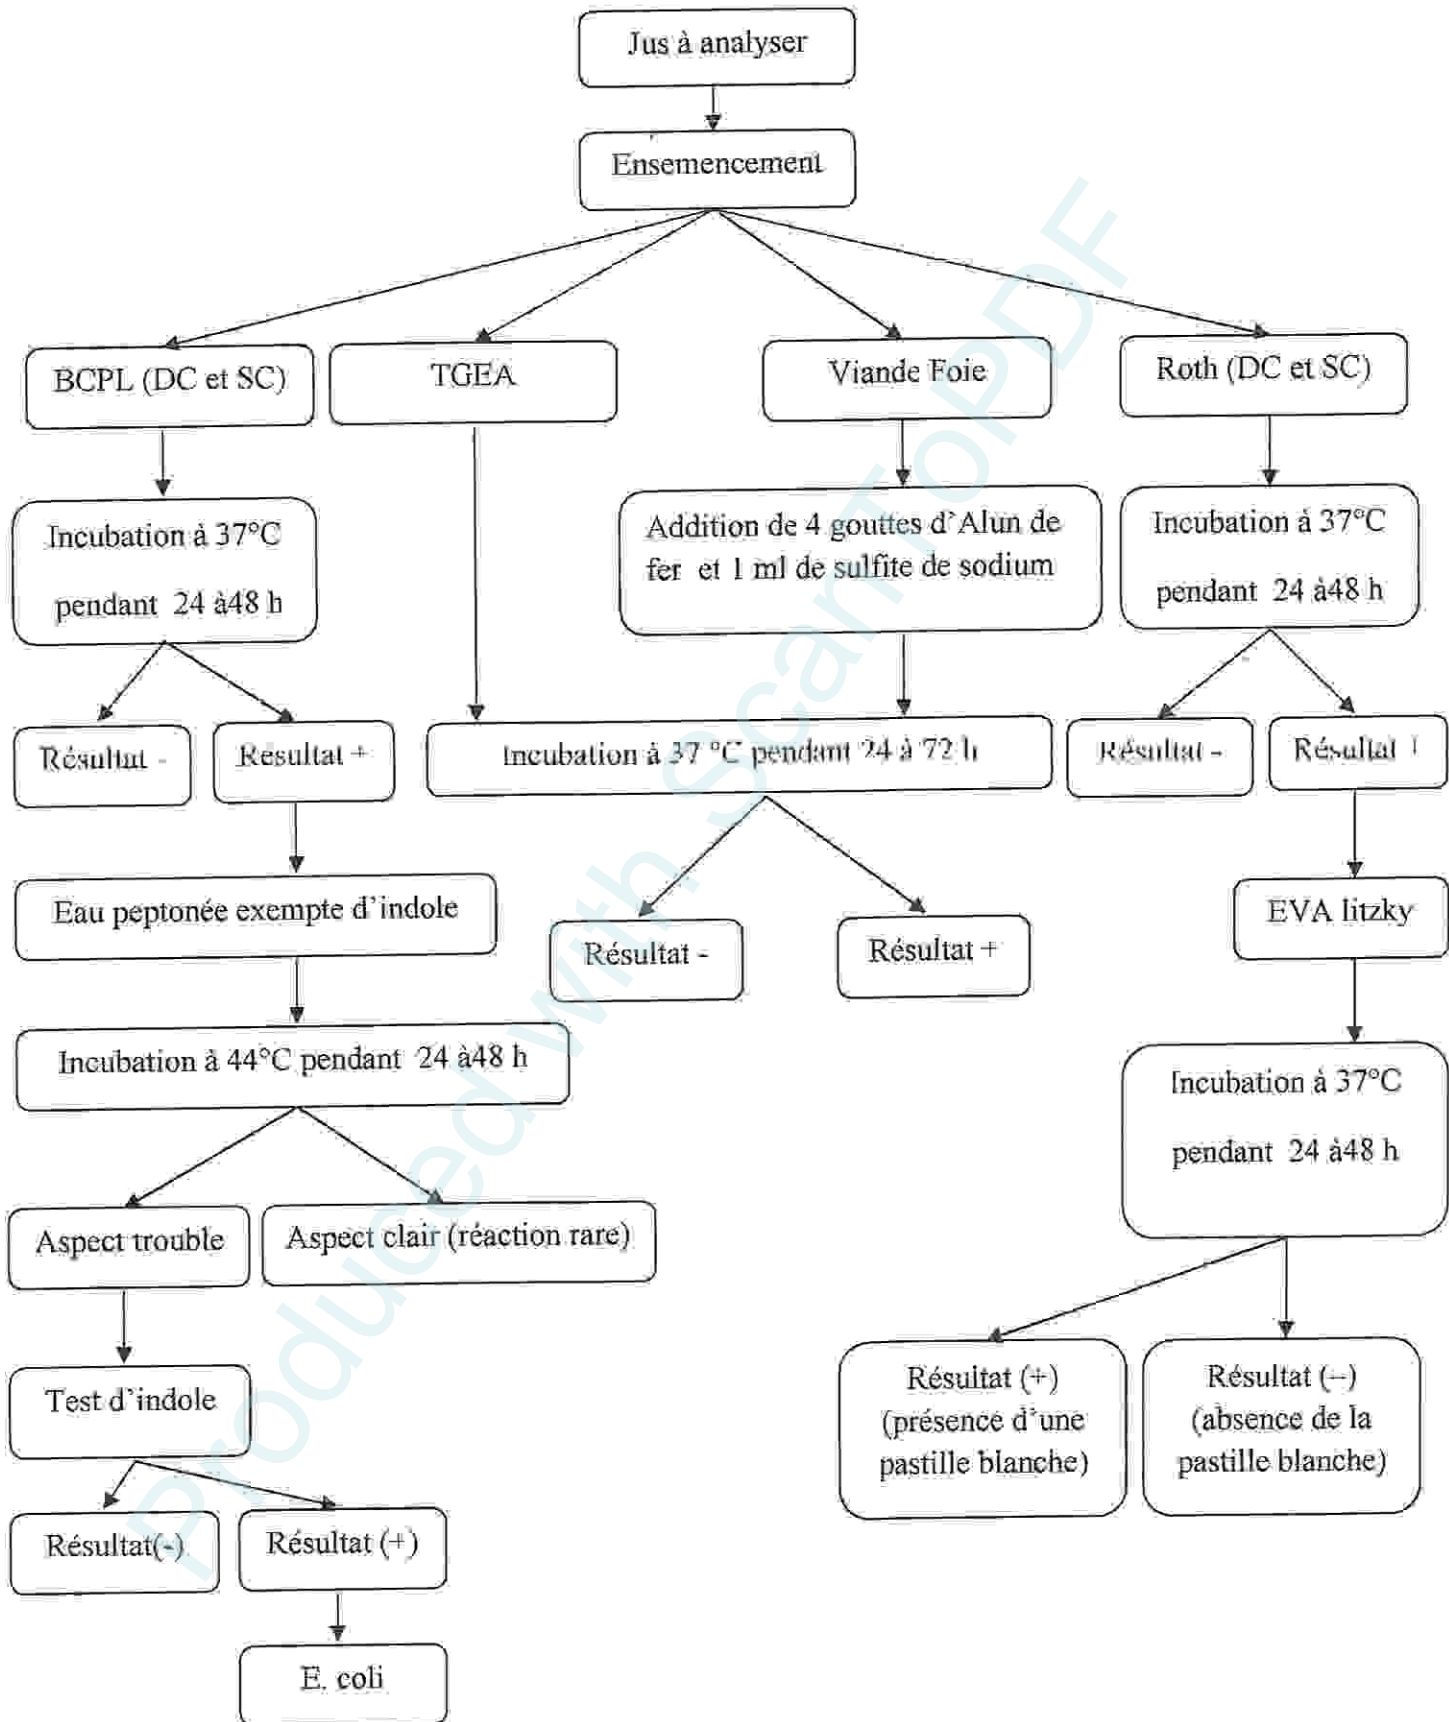 Jus à analyser
Ensemencement
BCPL (DC et SC)
TGEA
Viande Foie
Roth (DC et SC)
Incubation à 37°C
pendant 24 à48 h
Addition de 4 gouttes d'Alun de
fer et 1 ml de sulfite de sodium
Incubation à 37°C
pendant 24 à48 h
Résultat -
Résultat +
Incubation à 37 °C pendant 24 à 72 h
Résultat -
Résultat +
Eau peptonée exempte d'indole
Résultat -
Résultat +
EVA litzky
Incubation à 44°C pendant 24 à48 h
Incubation à 37°C
pendant 24 à48 h
Aspect trouble
Aspect clair (réaction rare)
Test d'indole
Résultat (+)
(présence d'une
pastille blanche)
Résultat (–)
(absence de la
pastille blanche)
Résultat(-)
Résultat (+)
E. coli
Produced with ScanToPDF